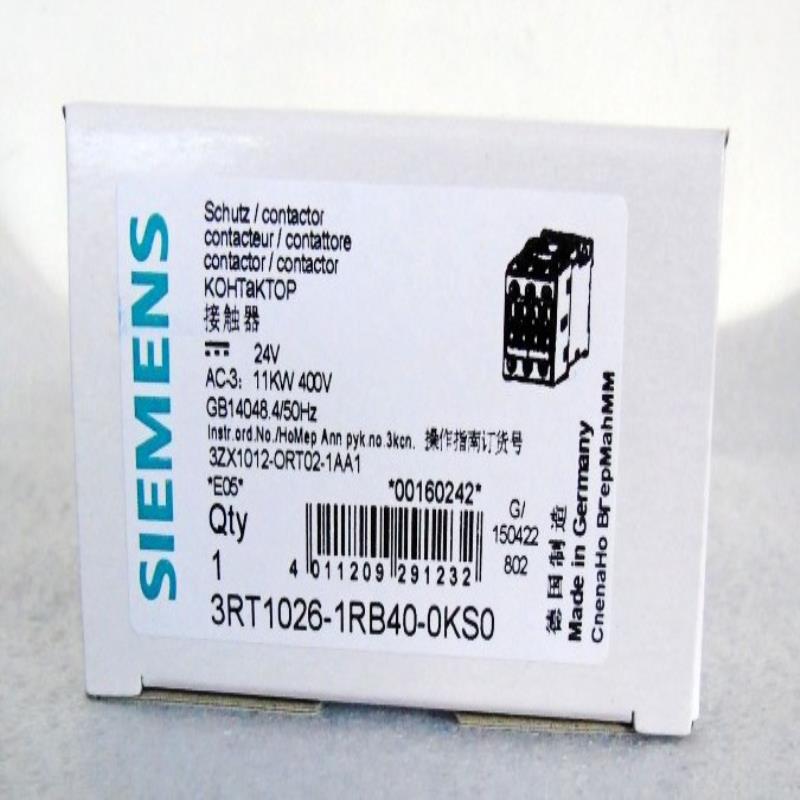 SIEMENS
Schutz / contactor
contacteur / contattore
contactor / contactor
КОНТаКТОР
接触器
24V
AC-3: 11KW 400V
GB14048.4/50Hz
Instr.ord.No./HoMep Ann pyk.no.3kcn. 操作指南订货号
3ZX1012-ORT02-1AA1
*E05* *00160242*
Qty
1
4 011209 291232
G/
150422
802
3RT1026-1RB40-0KS0
德国制造
Made in Germany
CnenaHo BrepMahMM